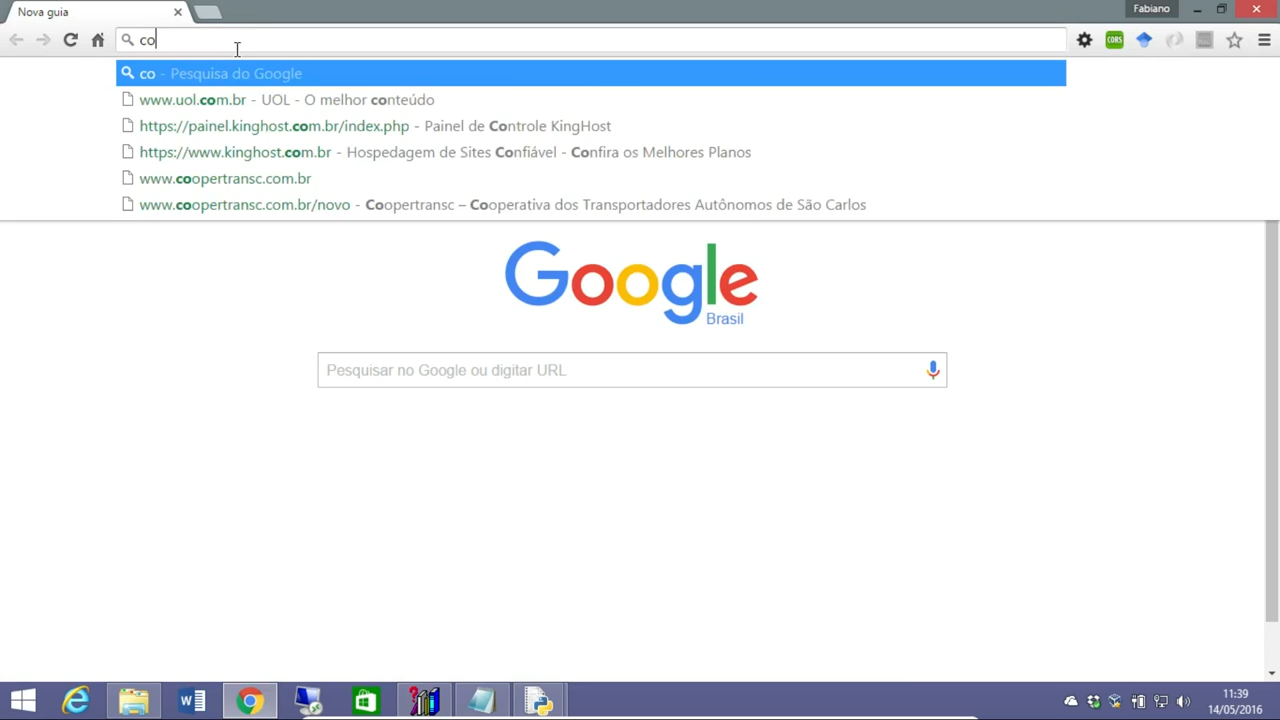 Nova guia
Fabiano
co
CORS
co - Pesquisa do Google
www.uol.com.br - UOL - O melhor conteúdo
https://painel.kinghost.com.br/index.php - Painel de Controle KingHost
https://www.kinghost.com.br - Hospedagem de Sites Confiável - Confira os Melhores Planos
www.coopertransc.com.br
www.coopertransc.com.br/novo - Coopertransc – Cooperativa dos Transportadores Autônomos de São Carlos
Google
Brasil
Pesquisar no Google ou digitar URL
11:39
14/05/2016